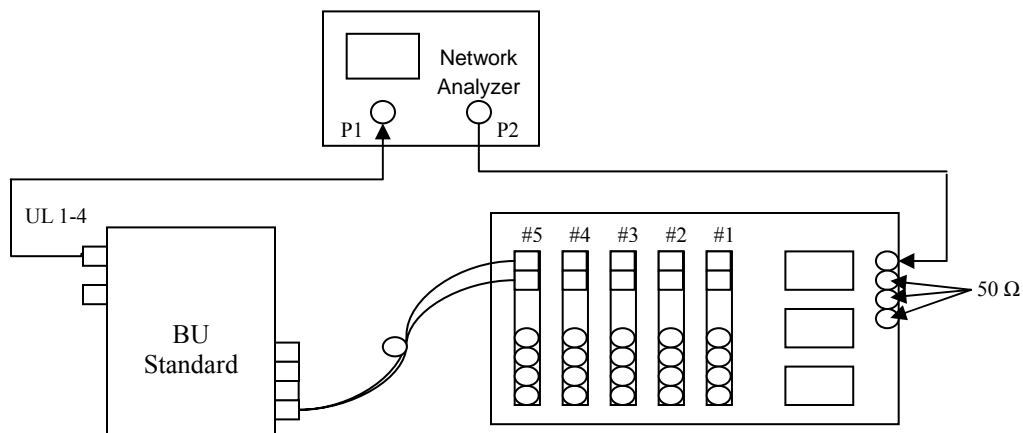 Network
Analyzer
P1
P2
UL 1-4
#5
#4
#3
#2
#1
50 Ω
BU
Standard